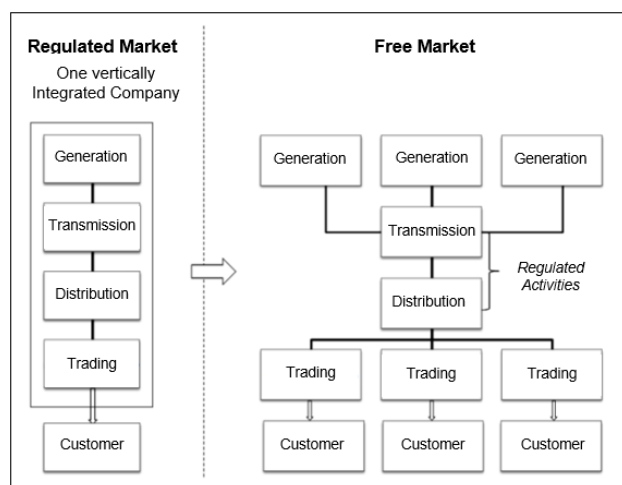 Regulated Market
One vertically
Integrated Company
Generation
Transmission
Distribution
Trading
Customer
Free Market
Generation
Generation
Generation
Transmission
Distribution
Regulated
Activities
Trading
Trading
Trading
Customer
Customer
Customer